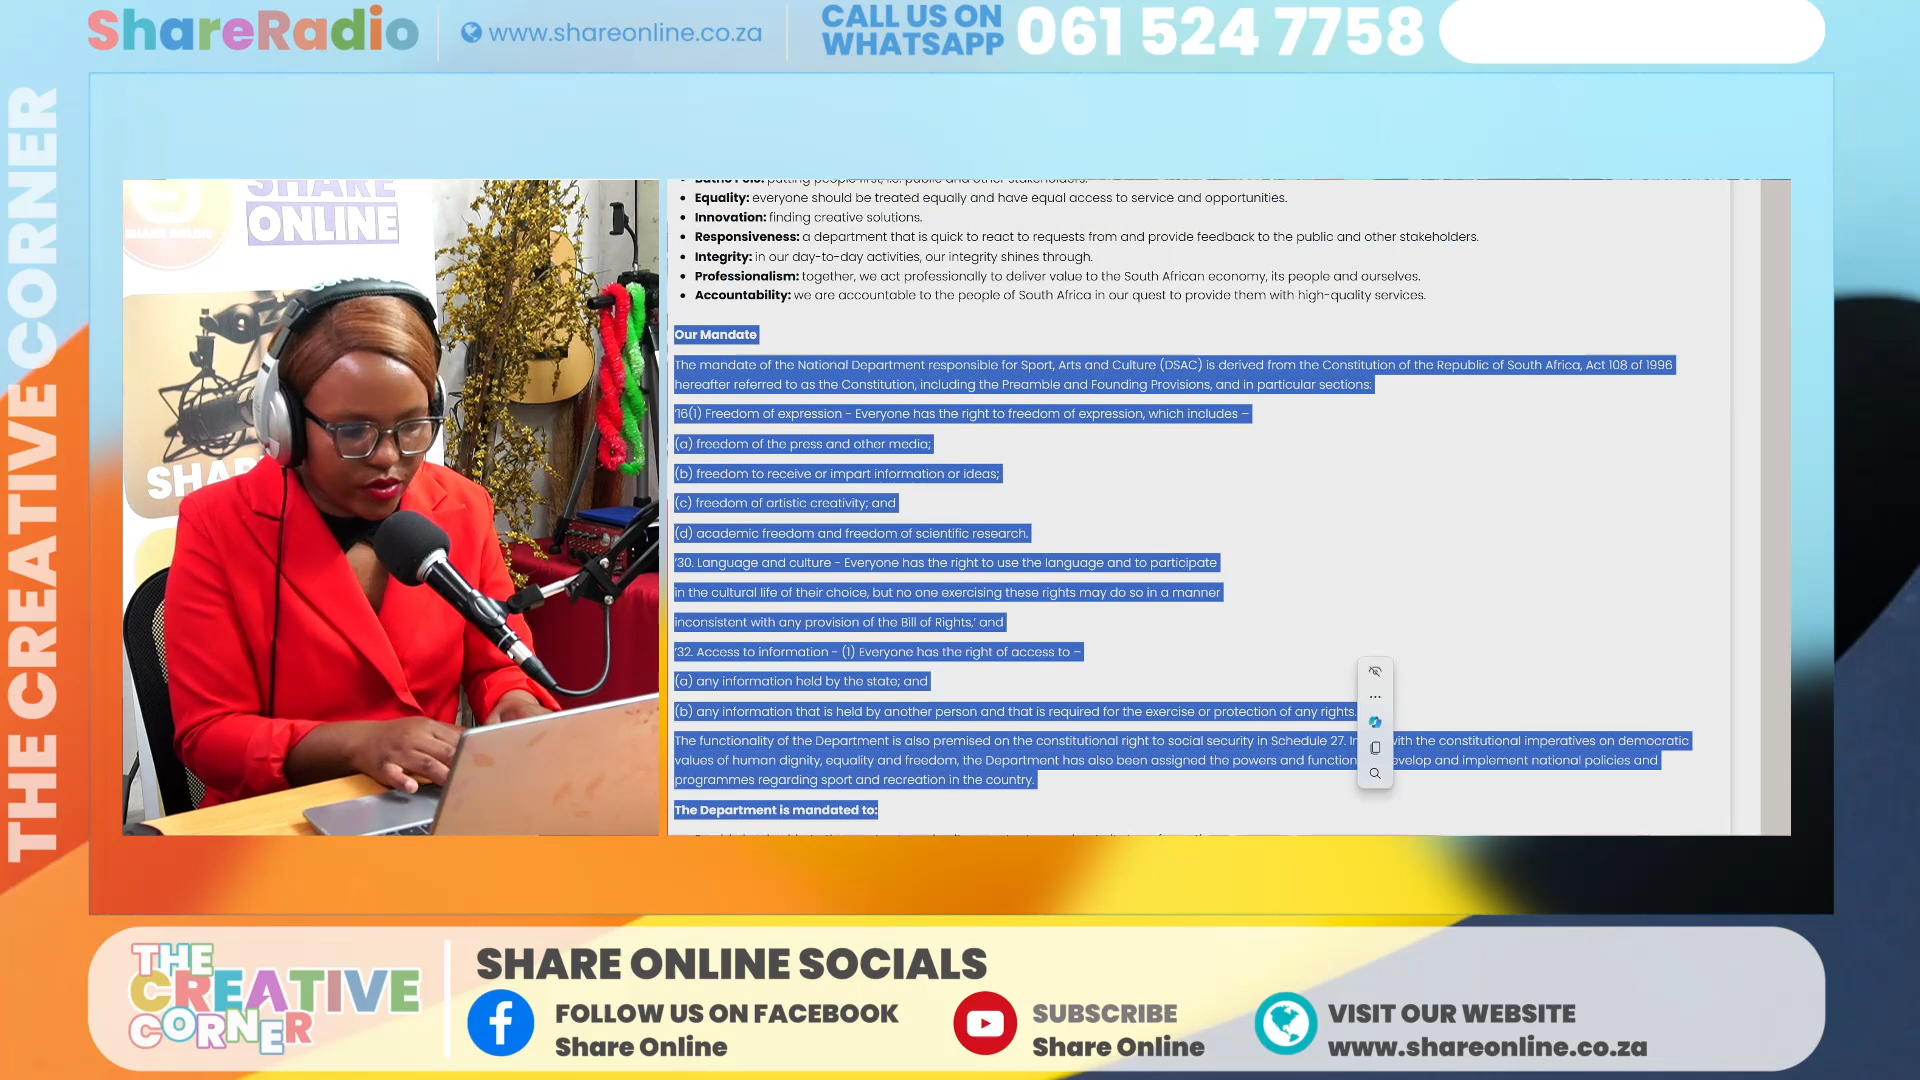 ShareRadio
www.shareonline.co.za
CALL US ON
WHATSAPP
061 524 7758
THE CREATIVE CORNER
SHARE
ONLINE
SHARE ONLINE
SHA
putting people first, i.e. public and other stakeholders.
• Equality: everyone should be treated equally and have equal access to service and opportunities.
• Innovation: finding creative solutions.
• Responsiveness: a department that is quick to react to requests from and provide feedback to the public and other stakeholders.
• Integrity: in our day-to-day activities, our integrity shines through.
• Professionalism: together, we act professionally to deliver value to the South African economy, its people and ourselves.
• Accountability: we are accountable to the people of South Africa in our quest to provide them with high-quality services.
Our Mandate
The mandate of the National Department responsible for Sport, Arts and Culture (DSAC) is derived from the Constitution of the Republic of South Africa, Act 108 of 1996
hereafter referred to as the Constitution, including the Preamble and Founding Provisions, and in particular sections:
'16(1) Freedom of expression - Everyone has the right to freedom of expression, which includes –
(a) freedom of the press and other media;
(b) freedom to receive or impart information or ideas;
(c) freedom of artistic creativity; and
(d) academic freedom and freedom of scientific research.
'30. Language and culture - Everyone has the right to use the language and to participate
in the cultural life of their choice, but no one exercising these rights may do so in a manner
inconsistent with any provision of the Bill of Rights,' and
'32. Access to information - (1) Everyone has the right of access to –
(a) any information held by the state; and
(b) any information that is held by another person and that is required for the exercise or protection of any rights.
The functionality of the Department is also premised on the constitutional right to social security in Schedule 27. In with the constitutional imperatives on democratic
values of human dignity, equality and freedom, the Department has also been assigned the powers and function evelop and implement national policies and
programmes regarding sport and recreation in the country.
The Department is mandated to:
THE
CREATIVE
CORNER
SHARE ONLINE SOCIALS
FOLLOW US ON FACEBOOK
Share Online
SUBSCRIBE
Share Online
VISIT OUR WEBSITE
www.shareonline.co.za